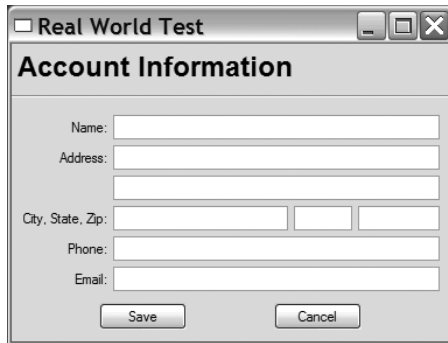 Real World Test
Account Information
Name:
Address:
City, State, Zip:
Phone:
Email:
Save Cancel